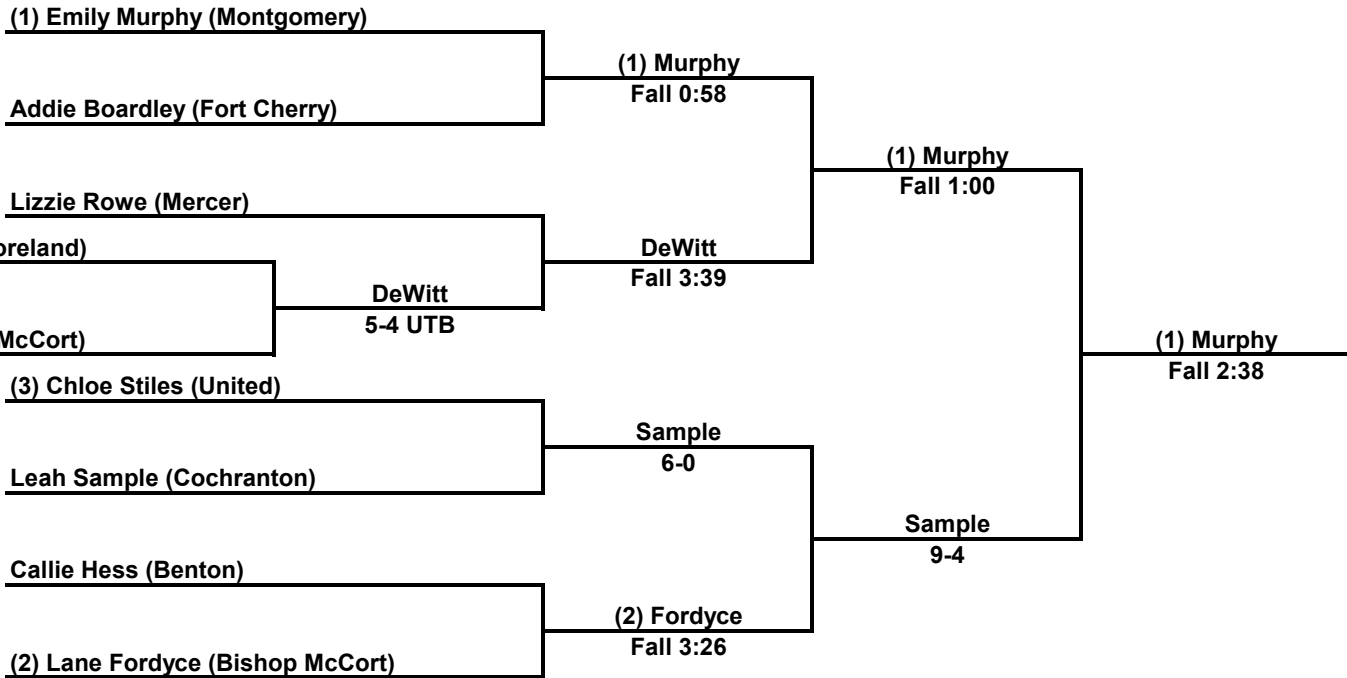 (1) Emily Murphy (Montgomery)
(1) Murphy
Fall 0:58
Addie Boardley (Fort Cherry)
(1) Murphy
Fall 1:00
Lizzie Rowe (Mercer)
oreland)
DeWitt
Fall 3:39
DeWitt
5-4 UTB
McCort)
(1) Murphy
Fall 2:38
(3) Chloe Stiles (United)
Sample
6-0
Leah Sample (Cochranton)
Sample
9-4
Callie Hess (Benton)
(2) Fordyce
Fall 3:26
(2) Lane Fordyce (Bishop McCort)